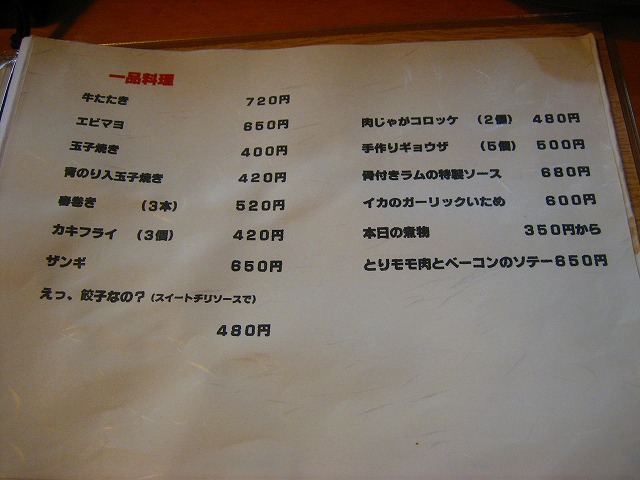 一品料理
牛たたき 720円
エビマヨ 650円
玉子焼き 400円
青のり入玉子焼き 420円
春巻き (3本) 520円
カキフライ (3個) 420円
ザンギ 650円
えっ、餃子なの?(スイートチリソースで)
480円
肉じゃがコロッケ (2個) 480円
手作りギョウザ (5個) 500円
骨付きラムの特製ソース 680円
イカのガーリックいため 600円
本日の煮物 350円から
とりモモ肉とベーコンのソテー650円